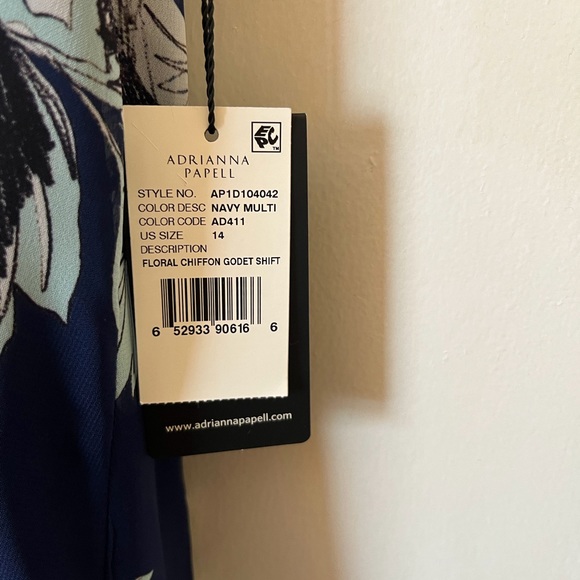 EPC™
ADRIANNA
PAPELL
STYLE NO. AP1D104042
COLOR DESC NAVY MULTI
COLOR CODE AD411
US SIZE 14
DESCRIPTION
FLORAL CHIFFON GODET SHIFT
6 52933 90616 6
www.adriannapapell.com